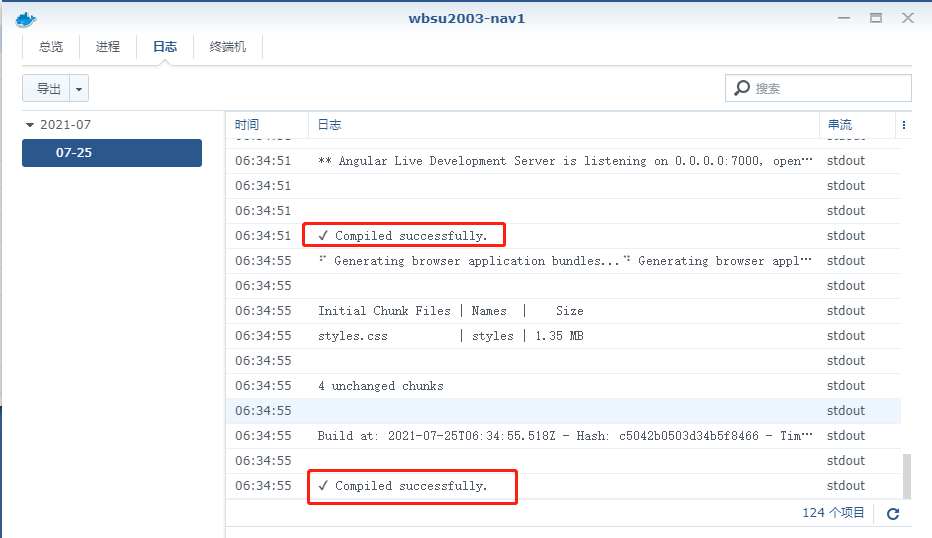 wbsu2003-nav1
总览 进程 日志 终端机
导出 搜索
2021-07
07-25
时间 日志 串流
06:34:51 ** Angular Live Development Server is listening on 0.0.0.0:7000, open… stdout
06:34:51 stdout
06:34:51 stdout
06:34:51 ✓ Compiled successfully. stdout
06:34:55 Generating browser application bundles... Generating browser appl… stdout
06:34:55 stdout
06:34:55 Initial Chunk Files | Names | Size stdout
06:34:55 styles.css | styles | 1.35 MB stdout
06:34:55 stdout
06:34:55 4 unchanged chunks stdout
06:34:55 stdout
06:34:55 Build at: 2021-07-25T06:34:55.518Z - Hash: c5042b0503d34b5f8466 - Tim… stdout
06:34:55 stdout
06:34:55 ✓ Compiled successfully. stdout
124 个项目